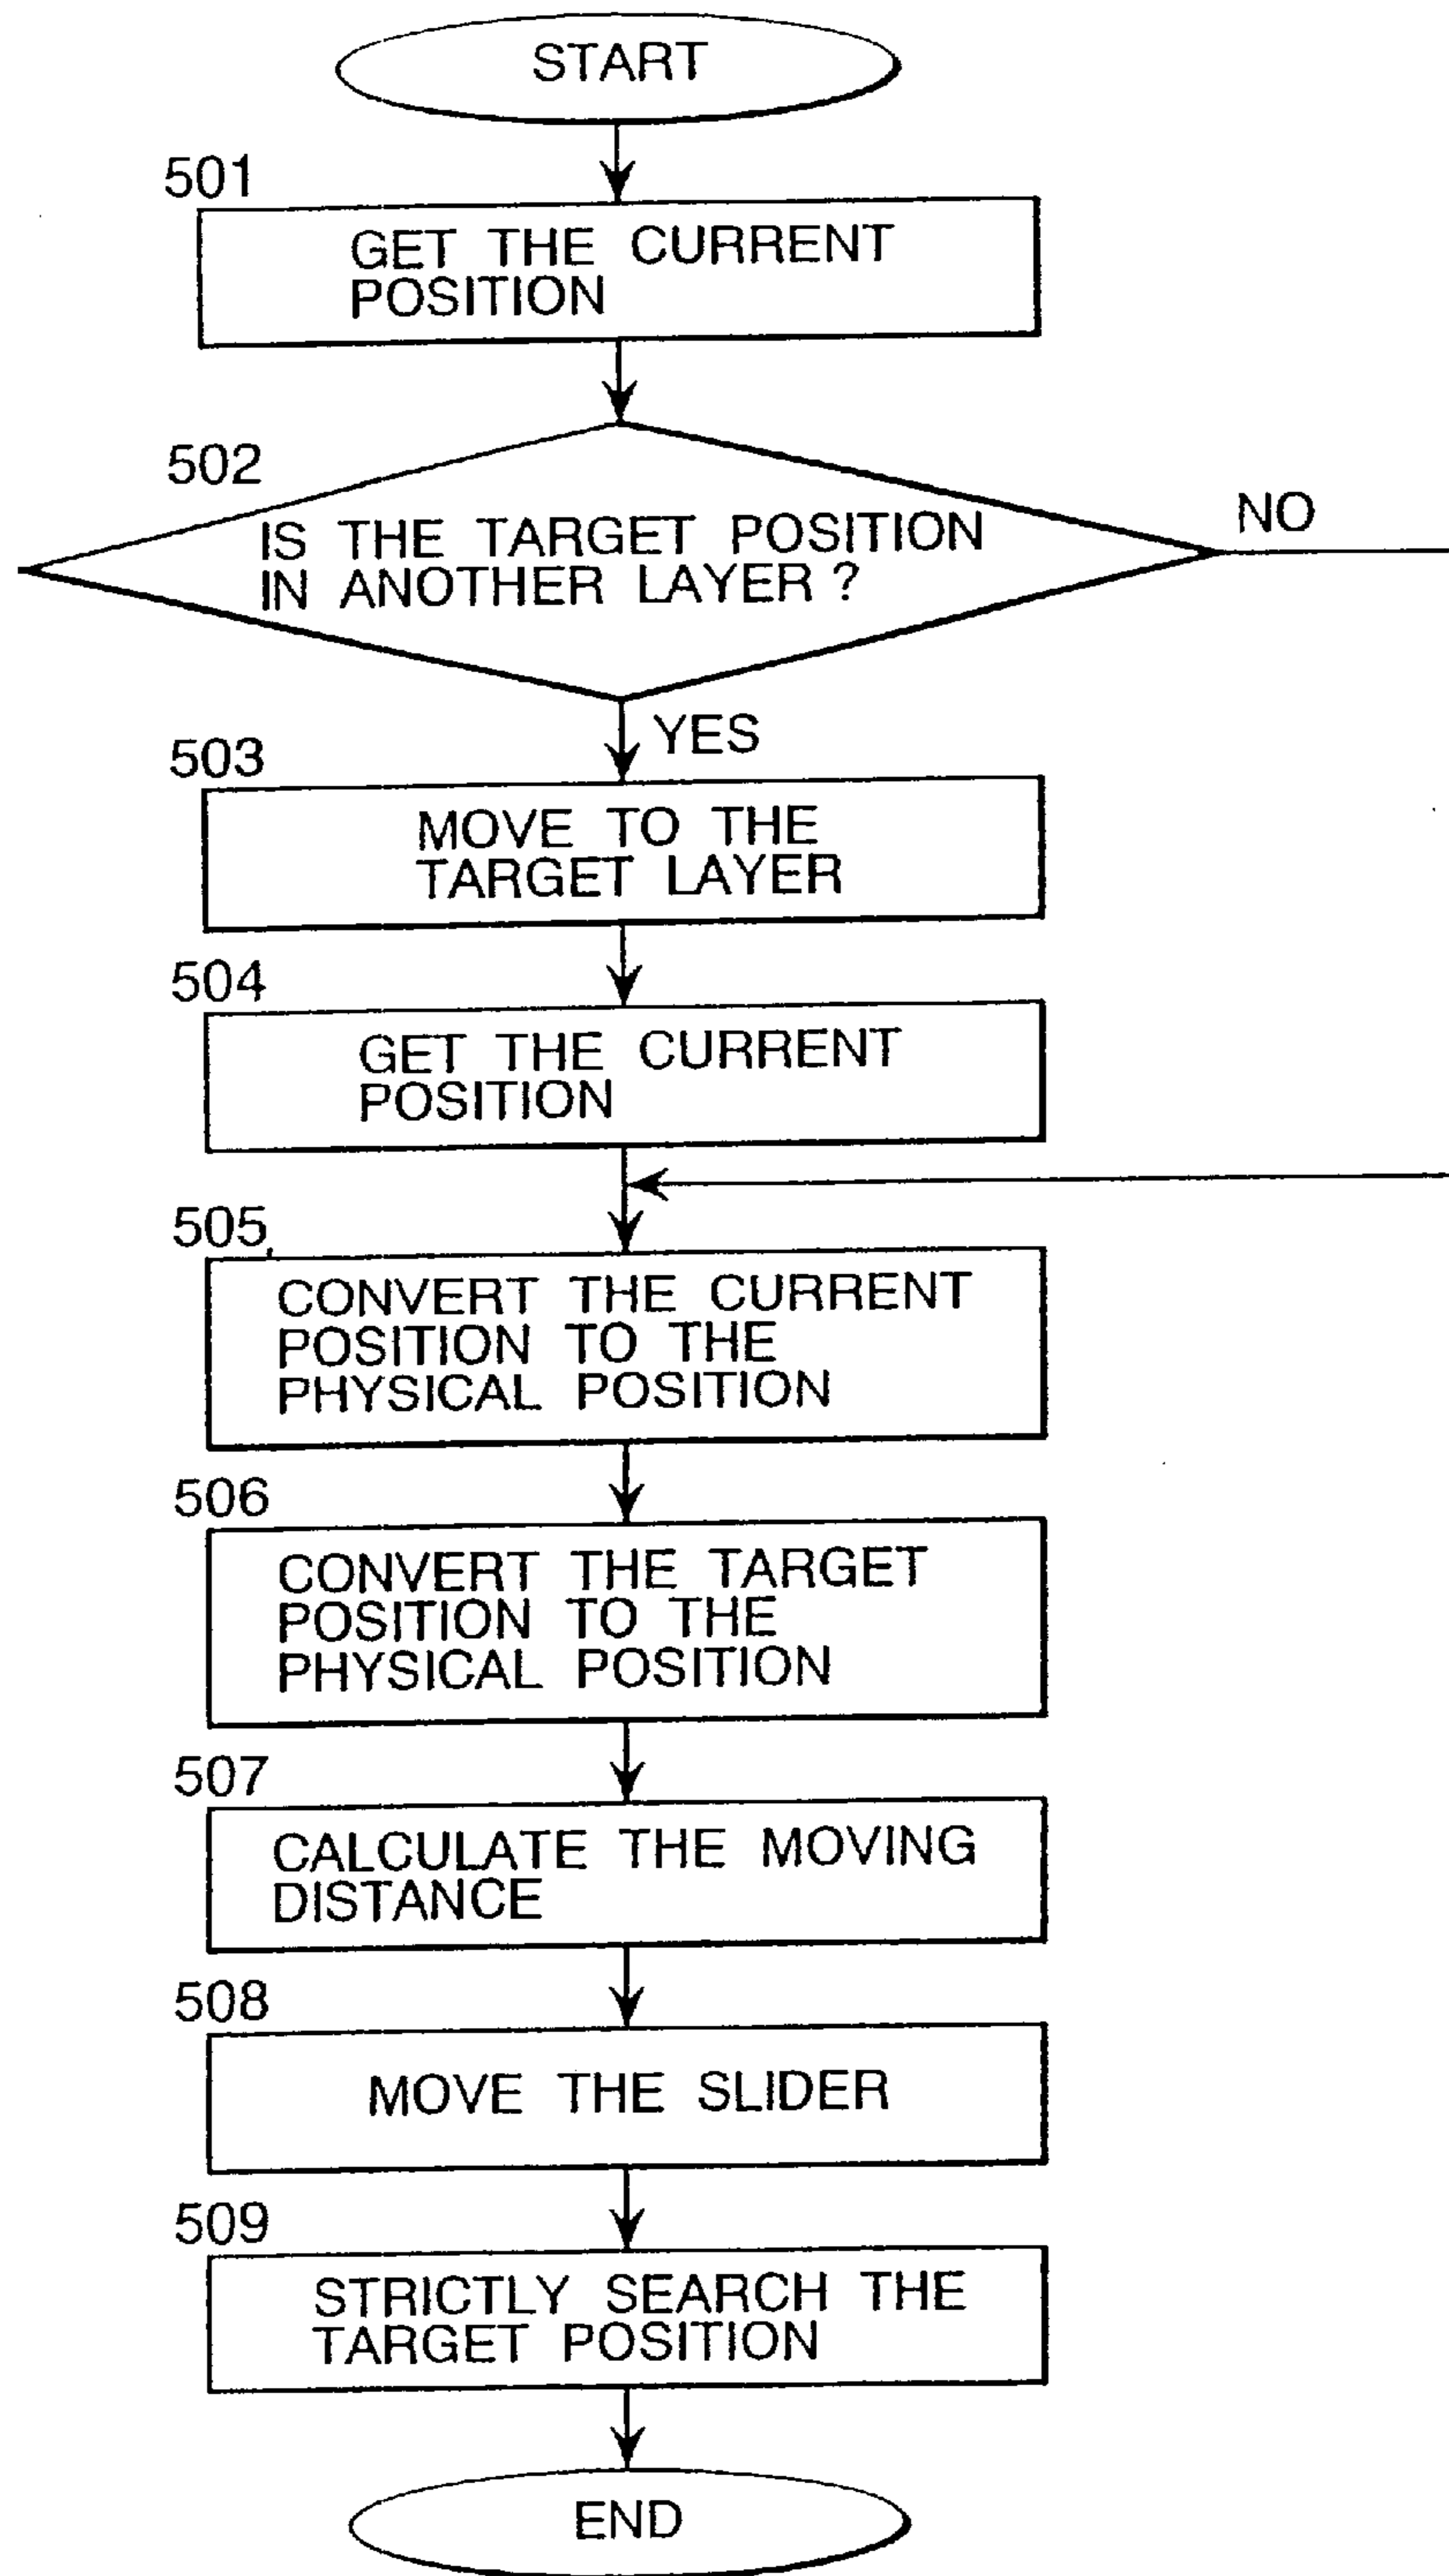 START
501
GET THE CURRENT
POSITION
502
IS THE TARGET POSITION
IN ANOTHER LAYER ?
NO
YES
503
MOVE TO THE
TARGET LAYER
504
GET THE CURRENT
POSITION
505
CONVERT THE CURRENT
POSITION TO THE
PHYSICAL POSITION
506
CONVERT THE TARGET
POSITION TO THE
PHYSICAL POSITION
507
CALCULATE THE MOVING
DISTANCE
508
MOVE THE SLIDER
509
STRICTLY SEARCH THE
TARGET POSITION
END